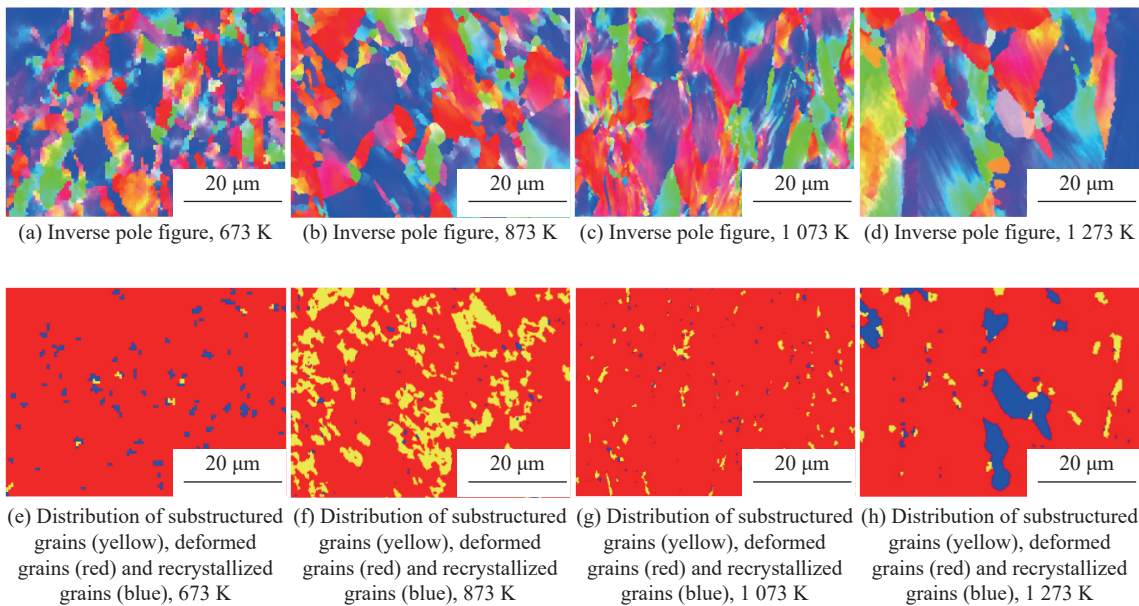 20 μm
20 μm
20 μm
20 μm
(a) Inverse pole figure, 673 K
(b) Inverse pole figure, 873 K
(c) Inverse pole figure, 1 073 K
(d) Inverse pole figure, 1 273 K
20 μm
20 μm
20 μm
20 μm
(e) Distribution of substructured
grains (yellow), deformed
grains (red) and recrystallized
grains (blue), 673 K
(f) Distribution of substructured
grains (yellow), deformed
grains (red) and recrystallized
grains (blue), 873 K
(g) Distribution of substructured
grains (yellow), deformed
grains (red) and recrystallized
grains (blue), 1 073 K
(h) Distribution of substructured
grains (yellow), deformed
grains (red) and recrystallized
grains (blue), 1 273 K